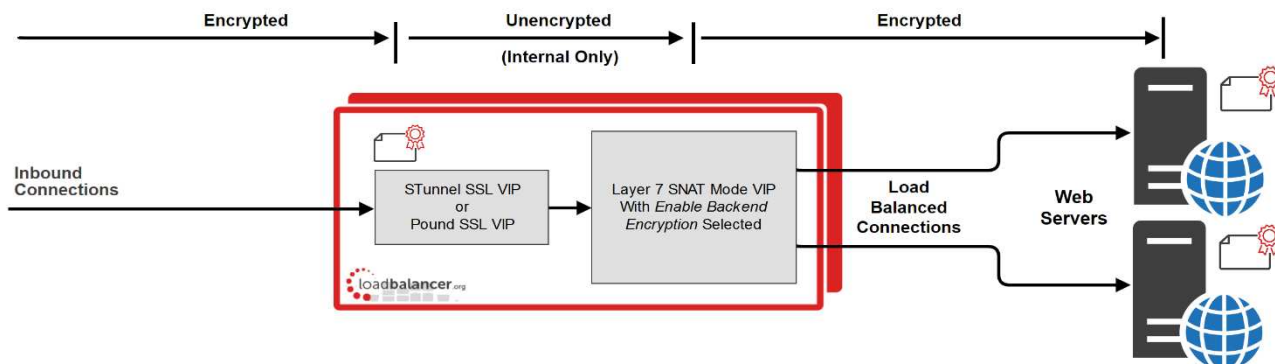 Encrypted
Unencrypted
(Internal Only)
Encrypted
Inbound
Connections
STunnel SSL VIP
or
Pound SSL VIP
Layer 7 SNAT Mode VIP
With Enable Backend
Encryption Selected
Load
Balanced
Connections
Web
Servers
loadbalancer.org